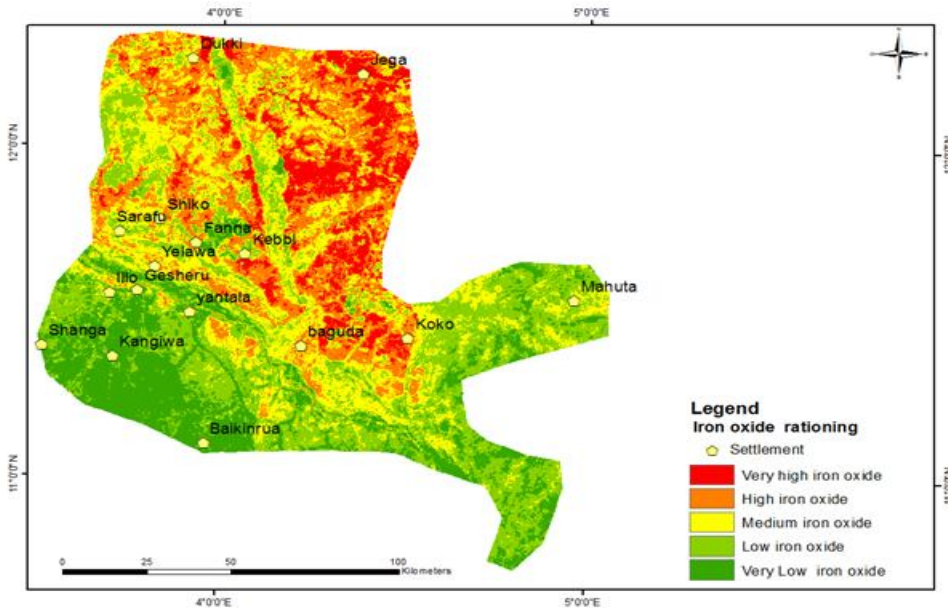 4°0'0"E
5°0'0"E
Dukki
Jega
12°0'0"N
Shiko
Sarafu
Fanna
Kebbi
Yelawa
Illo
Gesheru
Mahuta
yantala
Shanga
Kangiwa
baguda
Koko
Legend
Iron oxide rationing
Settlement
Very high iron oxide
High iron oxide
Medium iron oxide
Low iron oxide
Very Low iron oxide
Baikinrua
11°0'0"N
0
25
50
100
Kilometers
4°0'0"E
5°0'0"E